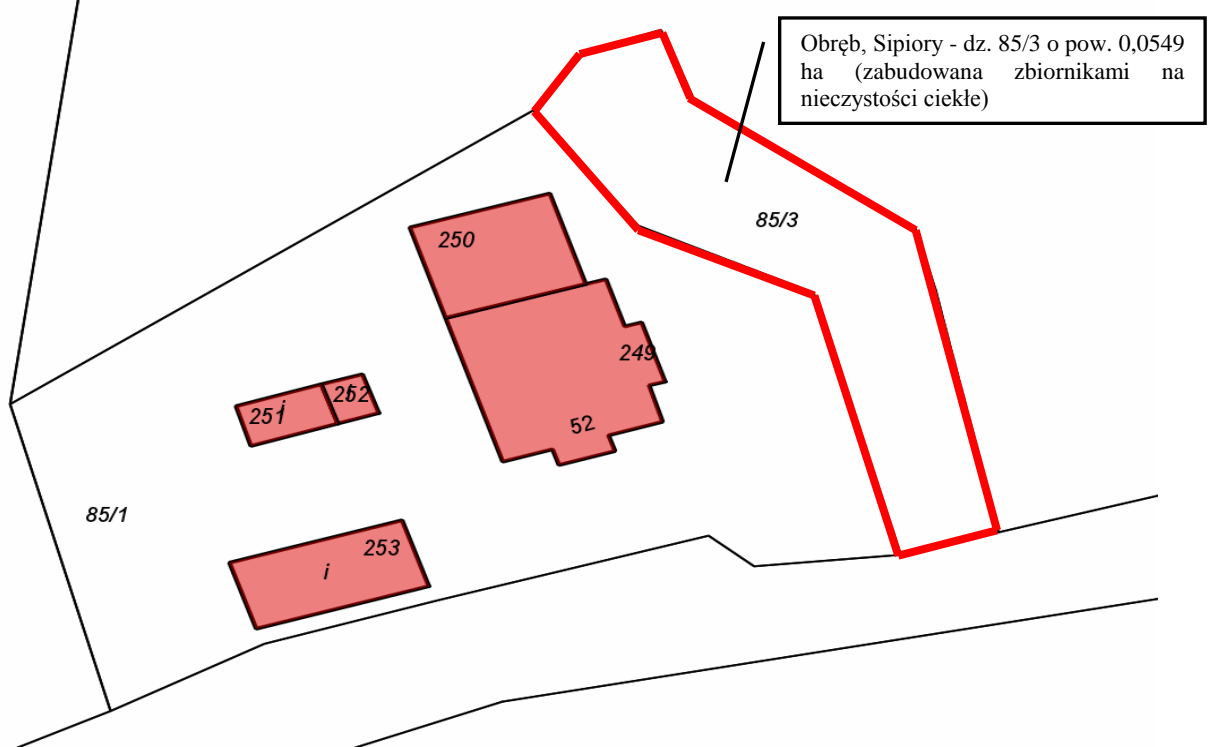 Obręb, Sipiory - dz. 85/3 o pow. 0,0549
ha (zabudowana zbiornikami na
nieczystości ciekłe)
85/3
250
249
252
251
i
52
85/1
253
i